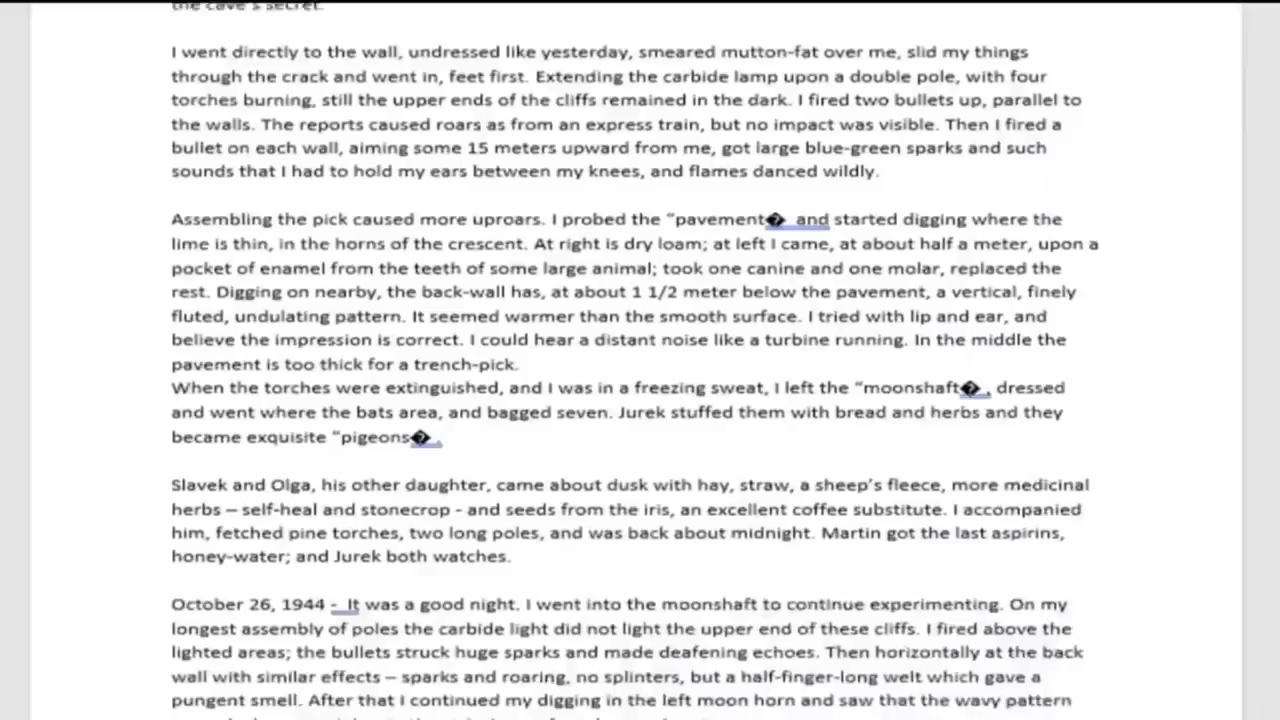 the cave's secret.
I went directly to the wall, undressed like yesterday, smeared mutton-fat over me, slid my things
through the crack and went in, feet first. Extending the carbide lamp upon a double pole, with four
torches burning, still the upper ends of the cliffs remained in the dark. I fired two bullets up, parallel to
the walls. The reports caused roars as from an express train, but no impact was visible. Then I fired a
bullet on each wall, aiming some 15 meters upward from me, got large blue-green sparks and such
sounds that I had to hold my ears between my knees, and flames danced wildly.
Assembling the pick caused more uproars. I probed the “pavement�  and started digging where the
lime is thin, in the horns of the crescent. At right is dry loam; at left I came, at about half a meter, upon a
pocket of enamel from the teeth of some large animal; took one canine and one molar, replaced the
rest. Digging on nearby, the back-wall has, at about 1 1/2 meter below the pavement, a vertical, finely
fluted, undulating pattern. It seemed warmer than the smooth surface. I tried with lip and ear, and
believe the impression is correct. I could hear a distant noise like a turbine running. In the middle the
pavement is too thick for a trench-pick.
When the torches were extinguished, and I was in a freezing sweat, I left the “moonshaft� , dressed
and went where the bats area, and bagged seven. Jurek stuffed them with bread and herbs and they
became exquisite “pigeons� .
Slavek and Olga, his other daughter, came about dusk with hay, straw, a sheep's fleece, more medicinal
herbs – self-heal and stonecrop - and seeds from the iris, an excellent coffee substitute. I accompanied
him, fetched pine torches, two long poles, and was back about midnight. Martin got the last aspirins,
honey-water; and Jurek both watches.
October 26, 1944 -  It was a good night. I went into the moonshaft to continue experimenting. On my
longest assembly of poles the carbide light did not light the upper end of these cliffs. I fired above the
lighted areas; the bullets struck huge sparks and made deafening echoes. Then horizontally at the back
wall with similar effects – sparks and roaring, no splinters, but a half-finger-long welt which gave a
pungent smell. After that I continued my digging in the left moon horn and saw that the wavy pattern